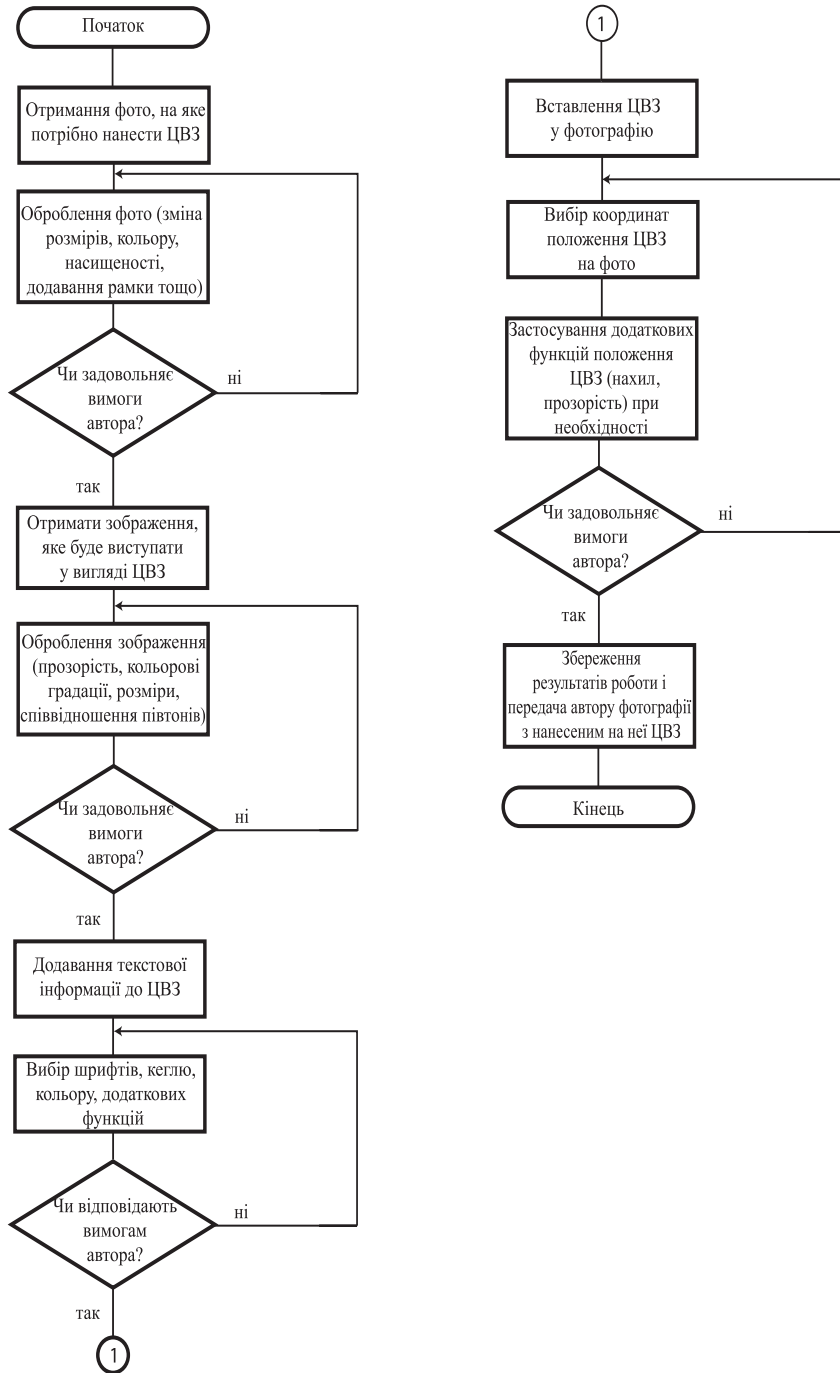 Початок
Отримання фото, на яке
потрібно нанести ЦВЗ
Оброблення фото (зміна
розмірів, кольору,
насищеності,
додавання рамки тощо)
Чи задовольняє
вимоги
автора?
ні
так
Отримати зображення,
яке буде виступати
у вигляді ЦВЗ
Оброблення зображення
(прозорість, кольорові
градації, розміри,
співвідношення півтонів)
Чи задовольняє
вимоги
автора?
ні
так
Додавання текстової
інформації до ЦВЗ
Вибір шрифтів, кеглю,
кольору, додаткових
функцій
Чи відповідають
вимогам
автора?
ні
так
1
1
Вставлення ЦВЗ
у фотографію
Вибір координат
положення ЦВЗ
на фото
Застосування додаткових
функцій положення
ЦВЗ (нахил,
прозорість) при
необхідності
Чи задовольняє
вимоги
автора?
ні
так
Збереження
результатів роботи і
передача автору фотографії
з нанесеним на неї ЦВЗ
Кінець